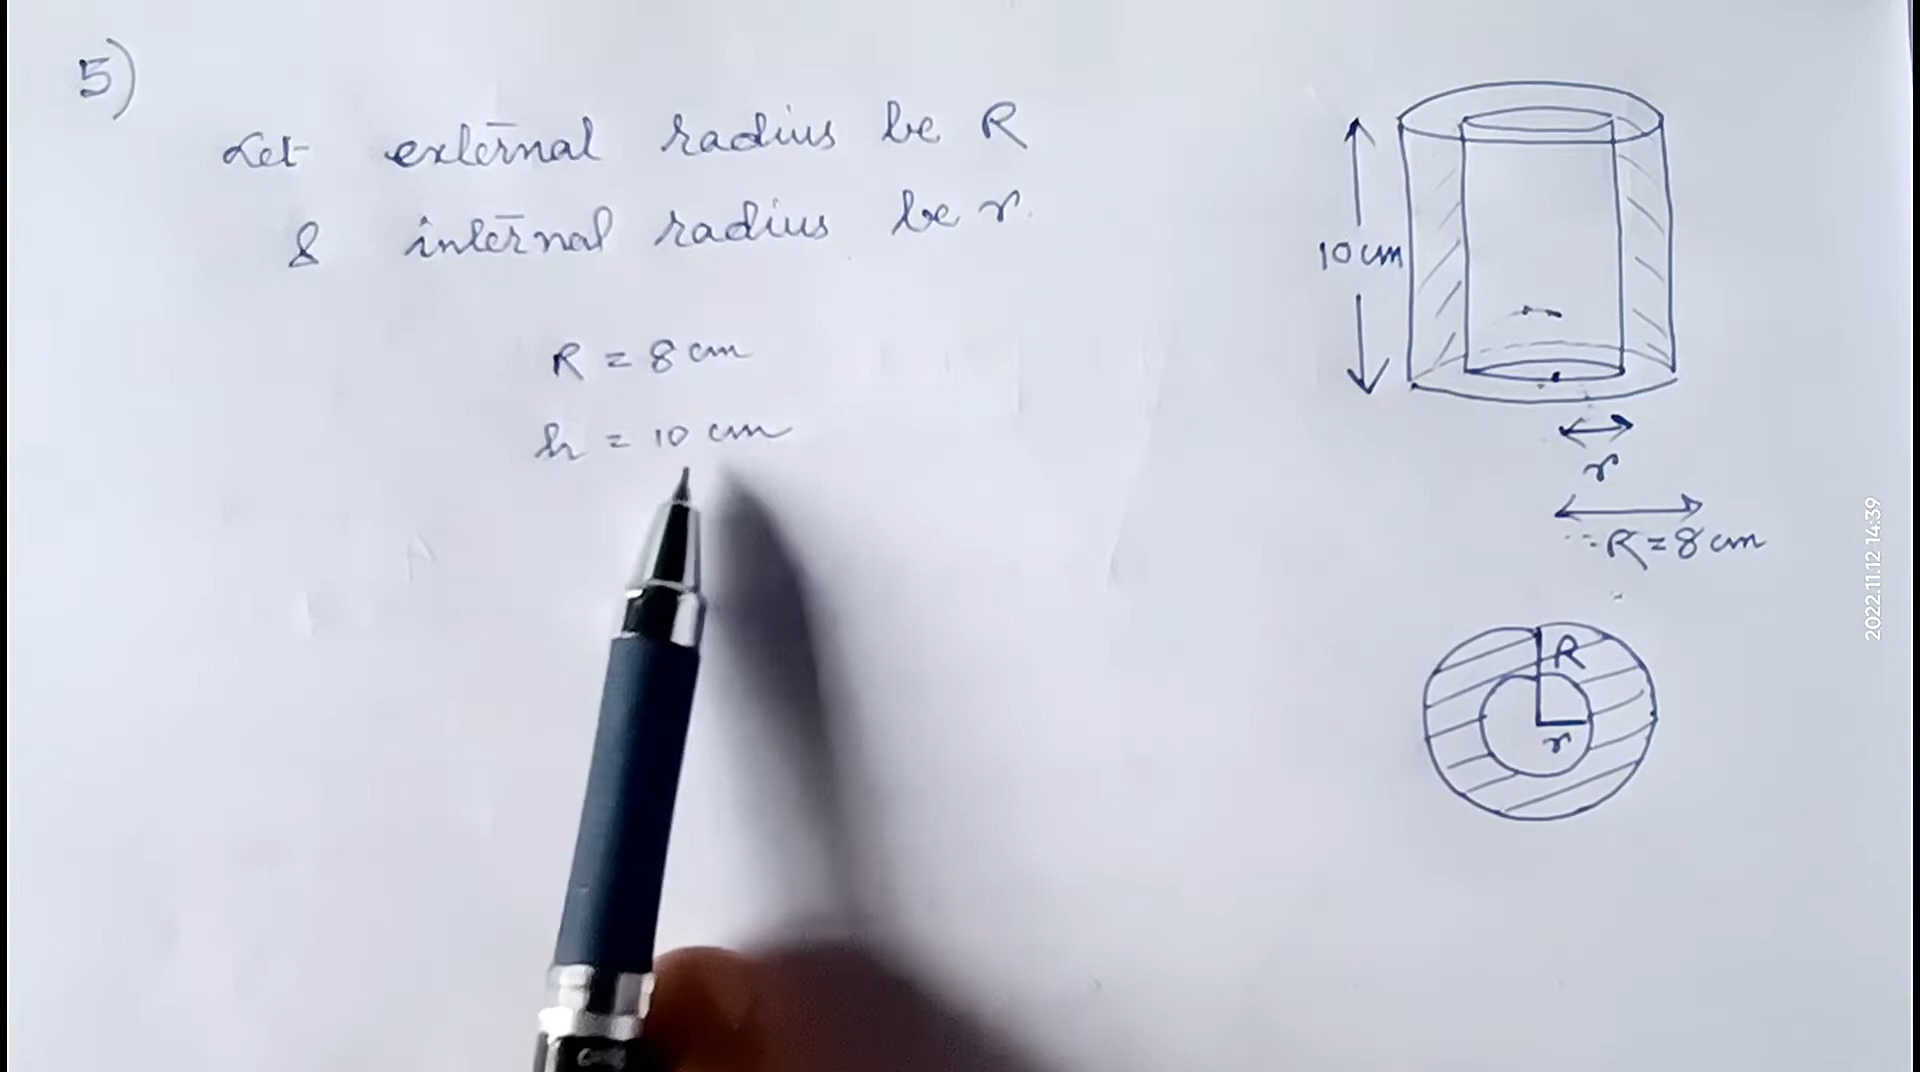 5)
Let external radius be R
& internal radius be r.
R = 8 cm
h = 10 cm
10 cm
r
R = 8 cm
R
r
2022.11.12 14:39